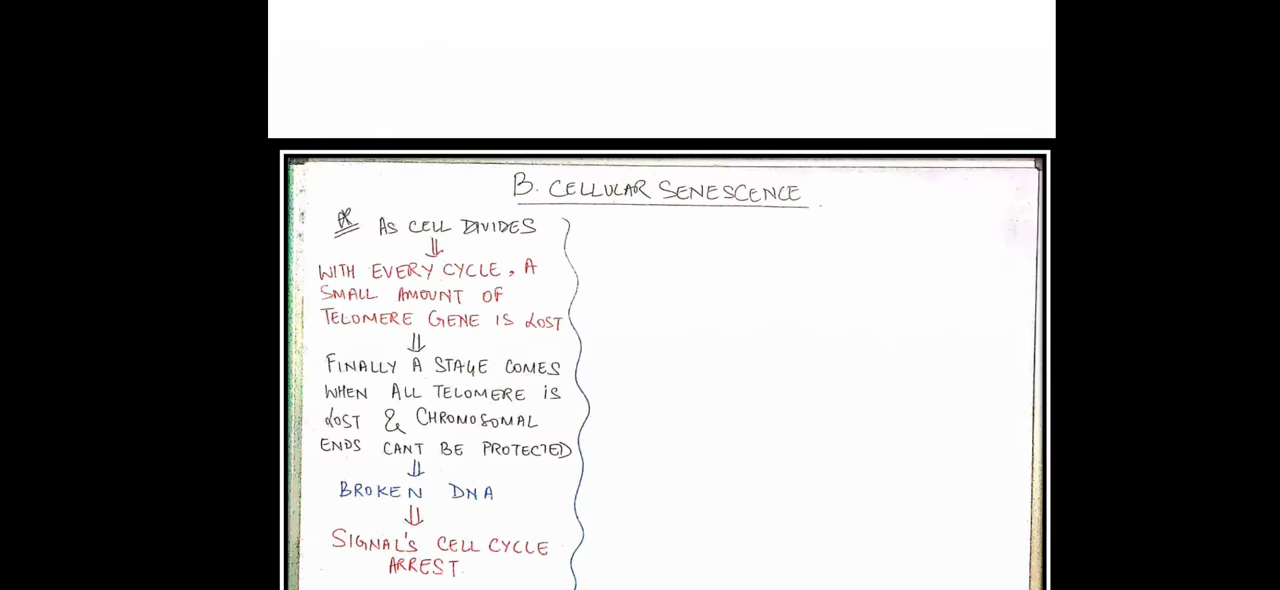 B. CELLULAR SENESCENCE
AS CELL DIVIDES
⇓
WITH EVERY CYCLE, A
SMALL AMOUNT OF
TELOMERE GENE IS LOST
⇓
FINALLY A STAGE COMES
WHEN ALL TELOMERE IS
LOST & CHROMOSOMAL
ENDS CANT BE PROTECTED
⇓
BROKEN DNA
⇓
SIGNAL'S CELL CYCLE
ARREST.